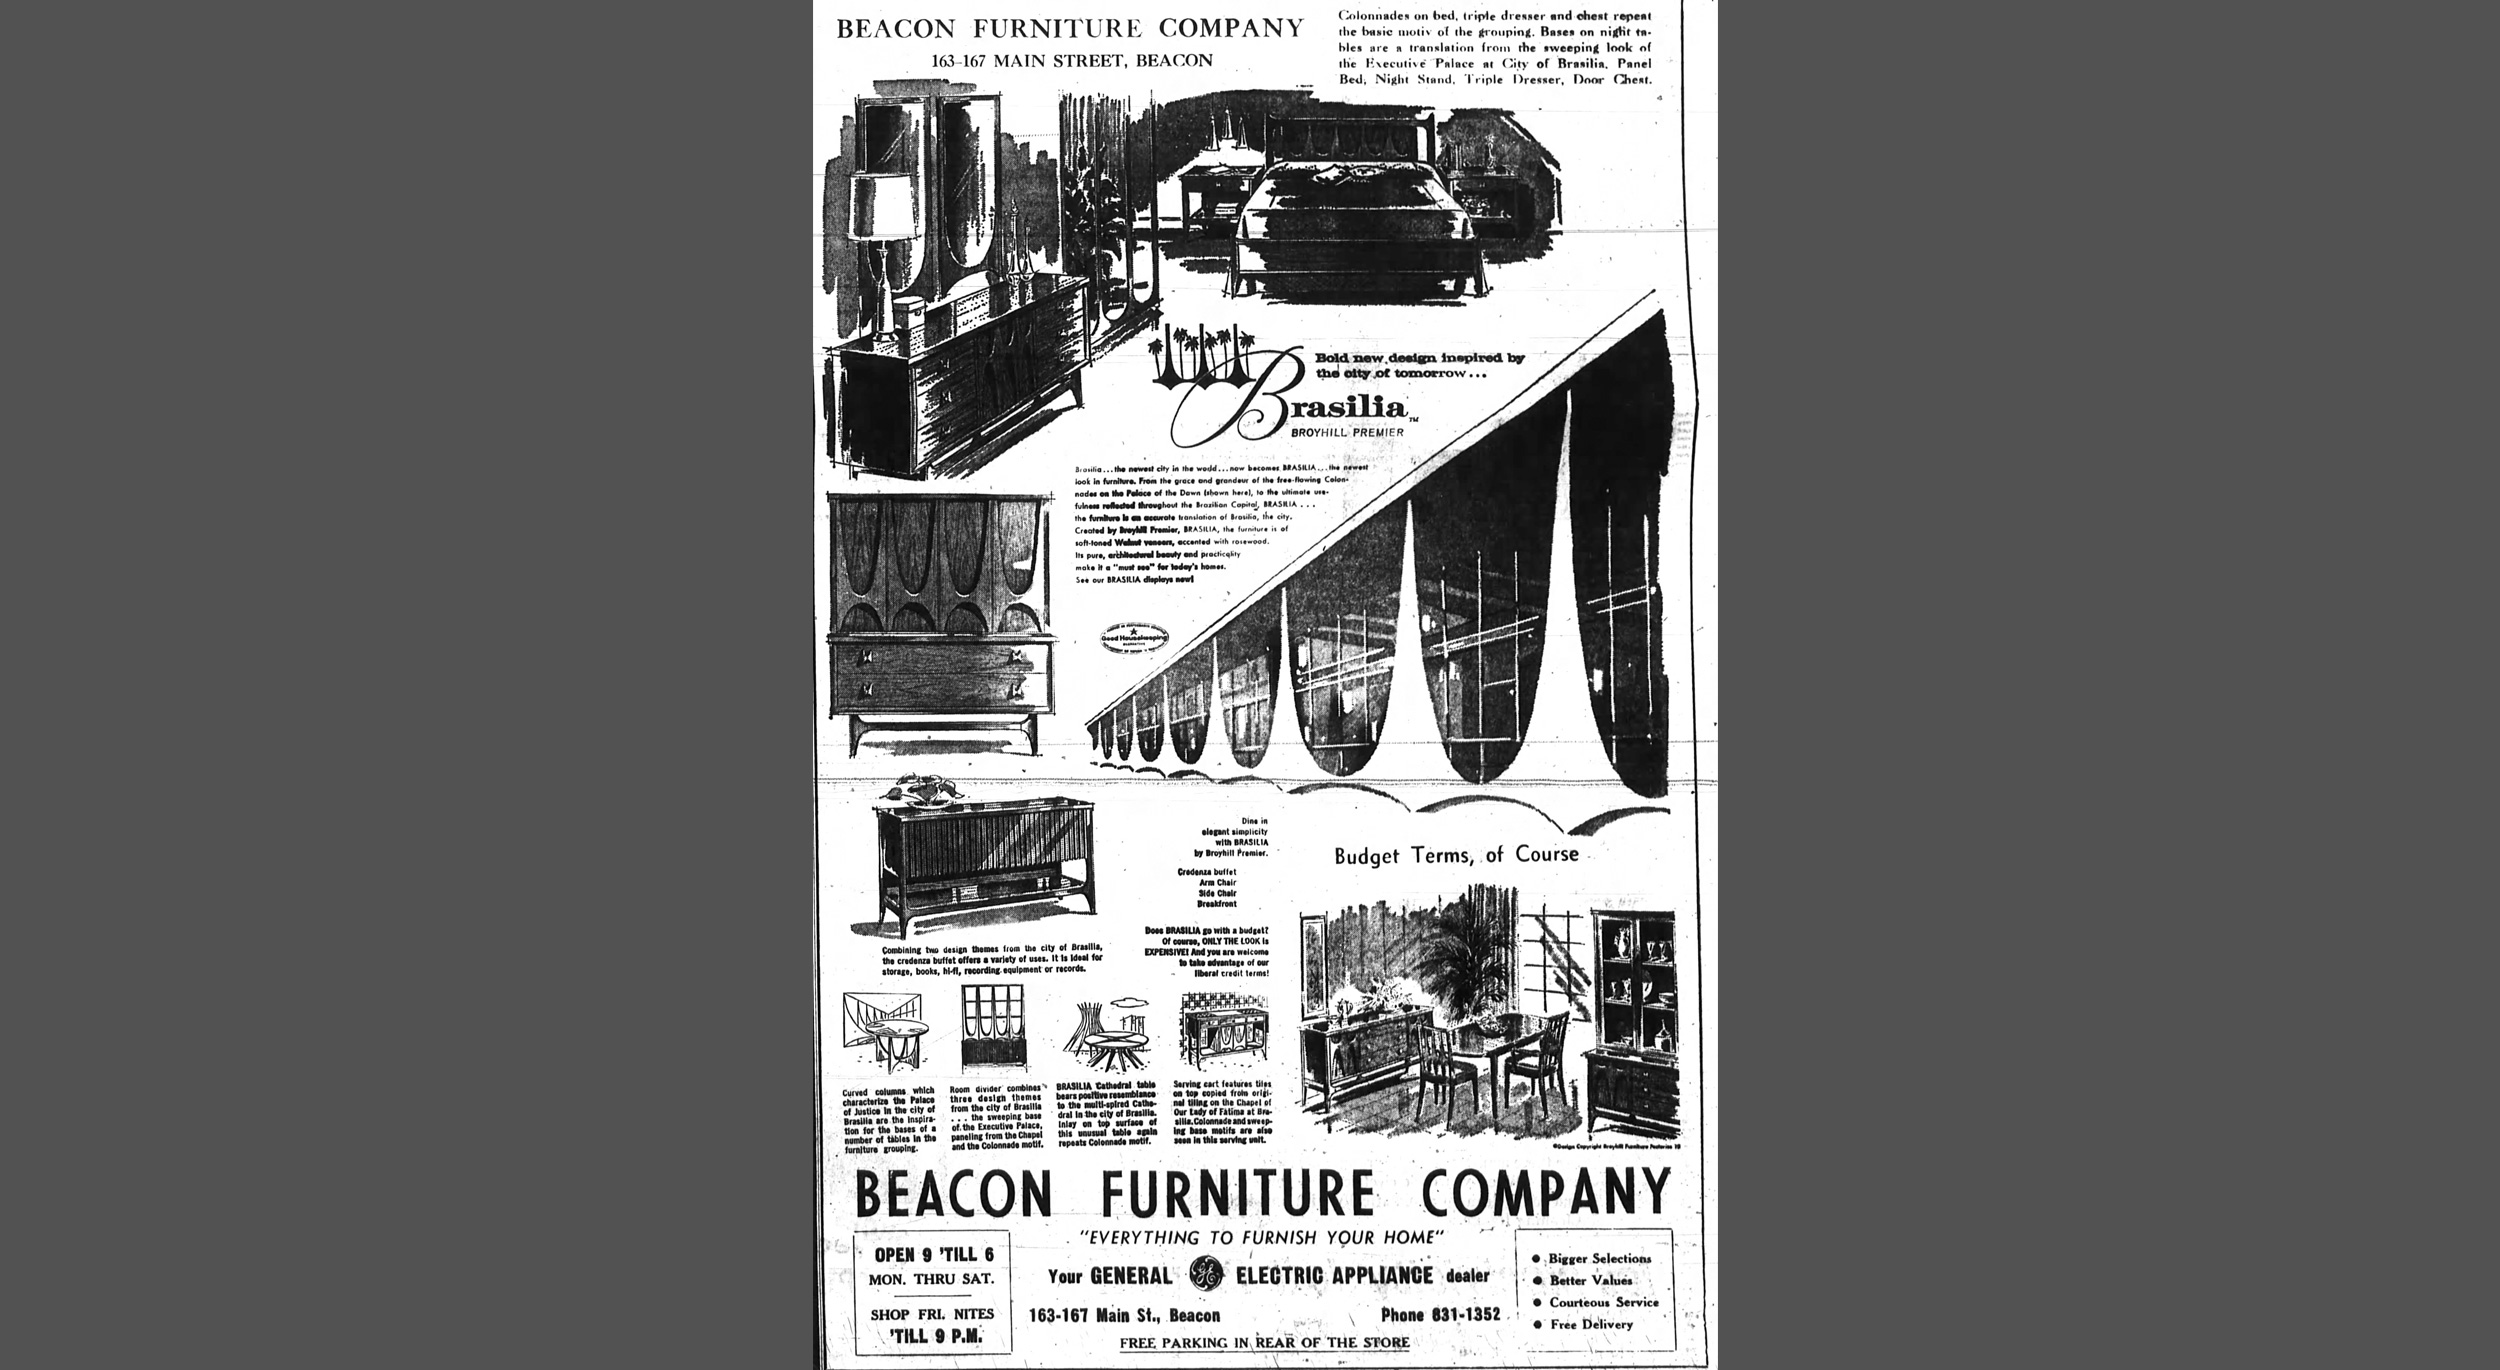 BEACON FURNITURE COMPANY
163-167 MAIN STREET, BEACON
Colonnades on bed, triple dresser and chest repeat
the basic motiv of the grouping. Bases on night ta-
bles are a translation from the sweeping look of
the Executive Palace at City of Brasilia. Panel
Bed, Night Stand, Triple Dresser, Door Chest.
Bold new design inspired by
the city of tomorrow...
Brasilia TM
BROYHILL PREMIER
Brasilia...the newest city in the world...now becomes BRASILIA...the newest
look in furniture. From the grace and grandeur of the free-flowing Colon-
nades on the Palace of the Dawn (shown here), to the ultimate use-
fulness reflected throughout the Brazilian Capital, BRASILIA ...
the furniture is an accurate translation of Brasilia, the city.
Created by Broyhill Premier, BRASILIA, the furniture is of
soft-toned Walnut veneers, accented with rosewood.
Its pure, architectural beauty and practicality
make it a "must see" for today's homes.
See our BRASILIA displays now!
Good Housekeeping
Dine in
elegant simplicity
with BRASILIA
by Broyhill Premier.
Credenza buffet
Arm Chair
Side Chair
Breakfront
Budget Terms, of Course
Does BRASILIA go with a budget?
Of course, ONLY THE LOOK is
EXPENSIVE! And you are welcome
to take advantage of our
liberal credit terms!
Combining two design themes from the city of Brasilia,
the credenza buffet offers a variety of uses. It is ideal for
storage, books, hi-fi, recording equipment or records.
Curved columns which
characterize the Palace
of Justice in the city of
Brasilia are the inspira-
tion for the bases of a
number of tables in the
furniture grouping.
Room divider combines
three design themes
from the city of Brasilia
... the sweeping base
of the Executive Palace,
paneling from the Chapel
and the Colonnade motif.
BRASILIA Cathedral table
bears positive resemblance
to the multi-spired Cathe-
dral in the city of Brasilia.
Inlay on top surface of
this unusual table again
repeats Colonnade motif.
Serving cart features tiles
on top copied from origi-
nal tiling on the Chapel of
Our Lady of Fatima at Bra-
silia. Colonnade and sweep-
ing base motifs are also
seen in this serving unit.
©Design Copyright Broyhill Furniture Factories
BEACON FURNITURE COMPANY
"EVERYTHING TO FURNISH YOUR HOME"
OPEN 9 'TILL 6
MON. THRU SAT.
SHOP FRI. NITES
'TILL 9 P.M.
Your GENERAL GE ELECTRIC APPLIANCE dealer
163-167 Main St., Beacon Phone 831-1352
FREE PARKING IN REAR OF THE STORE
● Bigger Selections
● Better Values
● Courteous Service
● Free Delivery